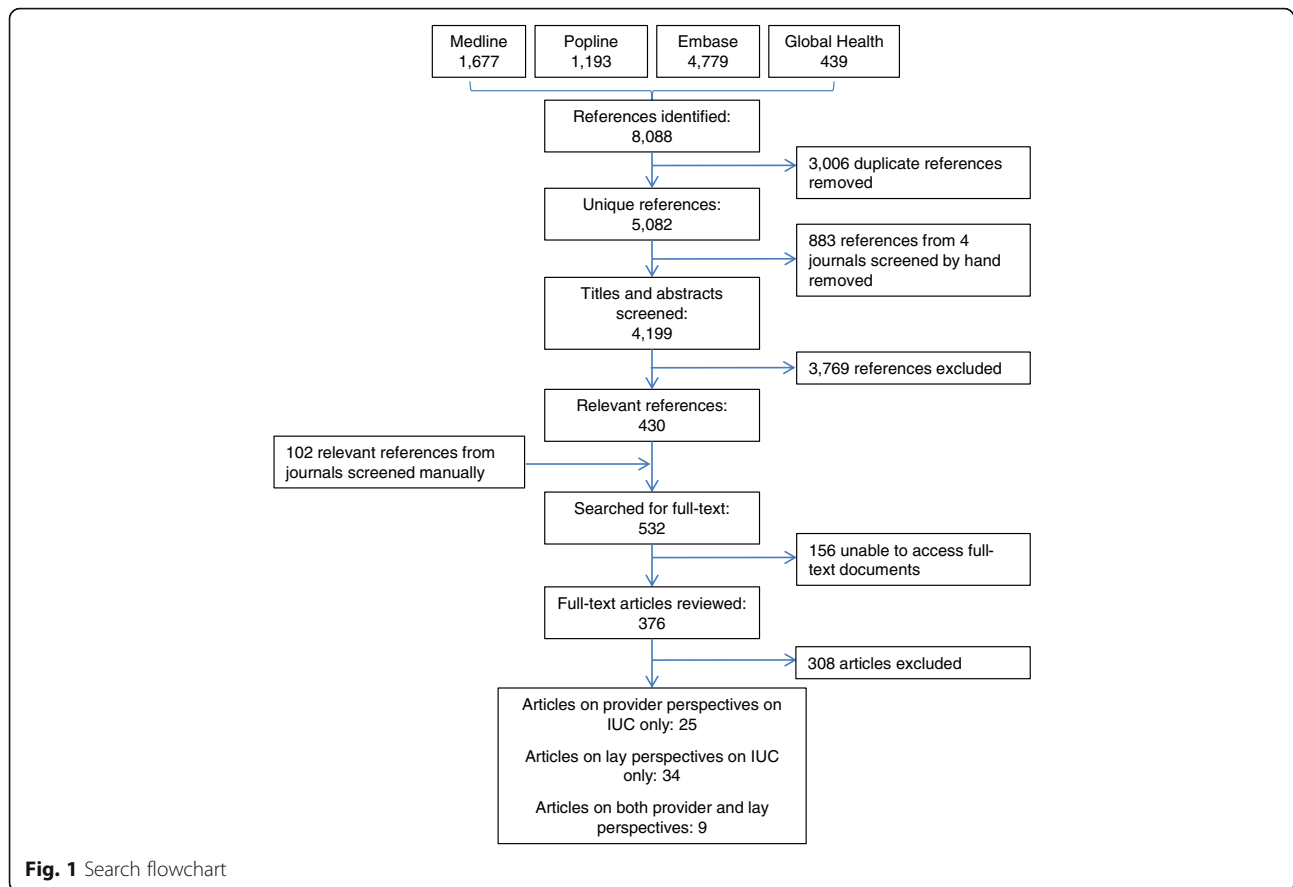 Medline
1,677
Popline
1,193
Embase
4,779
Global Health
439
References identified:
8,088
3,006 duplicate references
removed
Unique references:
5,082
883 references from 4
journals screened by hand
removed
Titles and abstracts
screened:
4,199
3,769 references excluded
Relevant references:
430
102 relevant references from
journals screened manually
Searched for full-text:
532
156 unable to access full-
text documents
Full-text articles reviewed:
376
308 articles excluded
Articles on provider perspectives on
IUC only: 25
Articles on lay perspectives on IUC
only: 34
Articles on both provider and lay
perspectives: 9
Fig. 1 Search flowchart